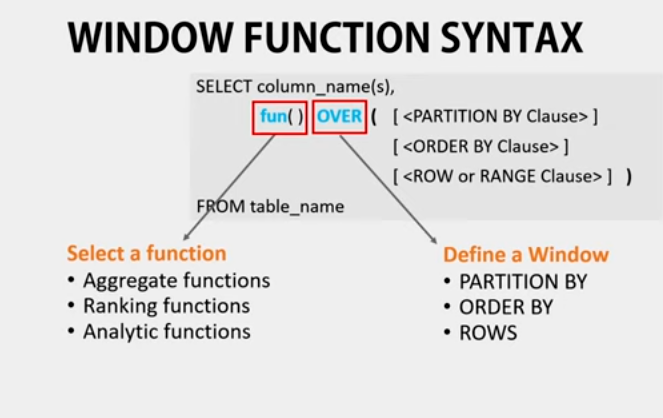 WINDOW FUNCTION SYNTAX
SELECT column_name(s),
fun() OVER ( [ <PARTITION BY Clause> ]
[ <ORDER BY Clause> ]
[ <ROW or RANGE Clause> ] )
FROM table_name
Select a function
• Aggregate functions
• Ranking functions
• Analytic functions
Define a Window
• PARTITION BY
• ORDER BY
• ROWS